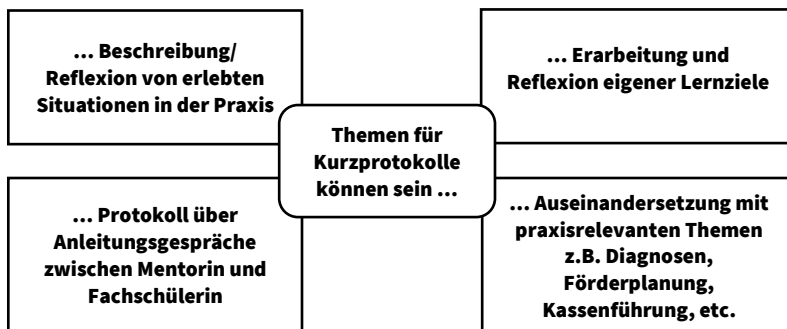 ... Beschreibung/
Reflexion von erlebten
Situationen in der Praxis
... Erarbeitung und
Reflexion eigener Lernziele
Themen für
Kurzprotokolle
können sein ...
... Protokoll über
Anleitungsgespräche
zwischen Mentorin und
Fachschülerin
... Auseinandersetzung mit
praxisrelevanten Themen
z.B. Diagnosen,
Förderplanung,
Kassenführung, etc.